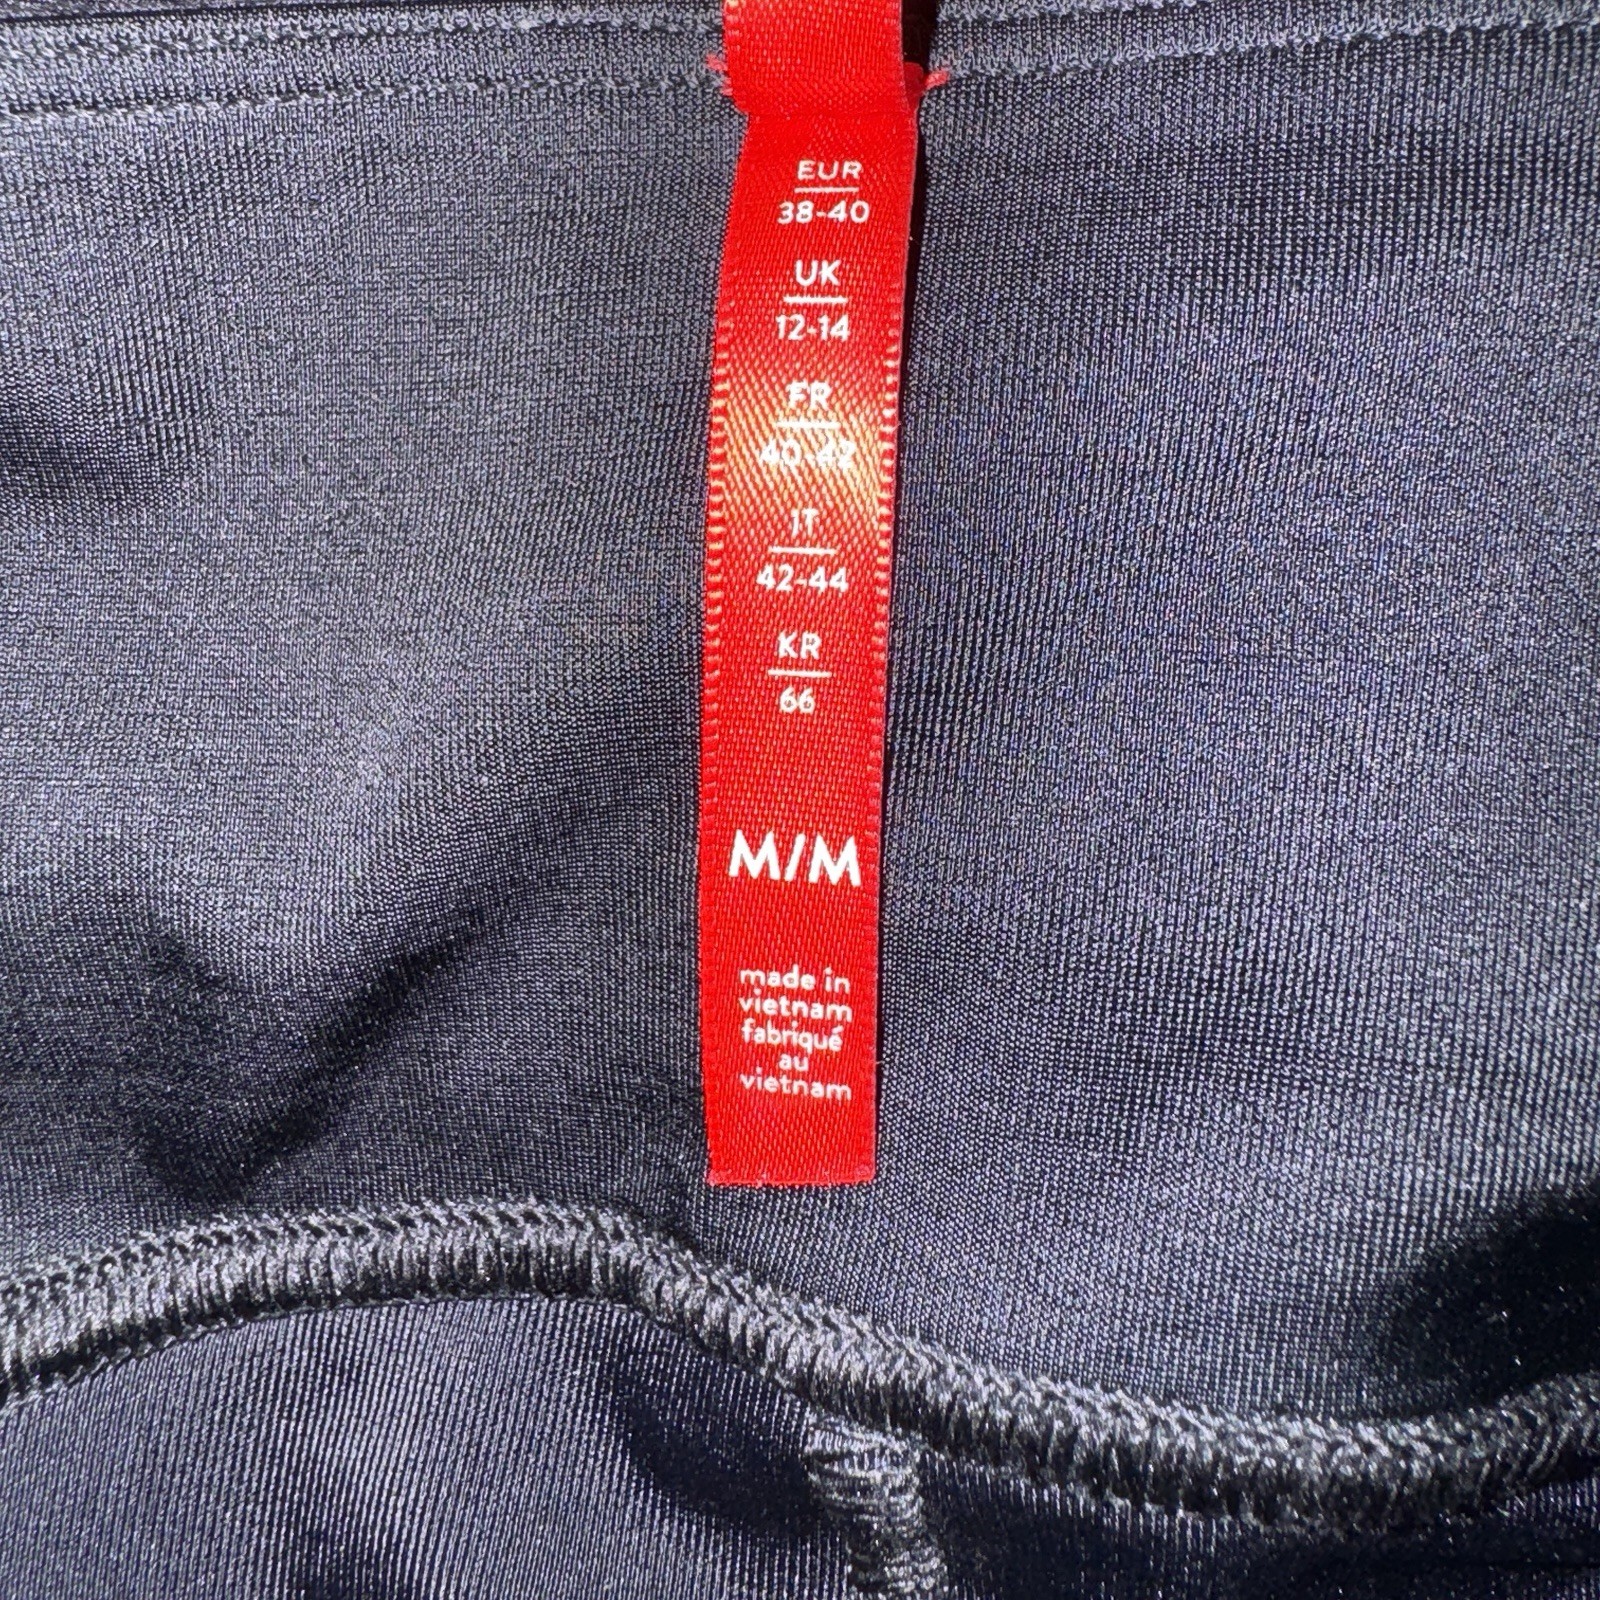 EUR
38-40
UK
12-14
FR
40-42
IT
42-44
KR
66
M/M
made in
vietnam
fabriqué
au
vietnam